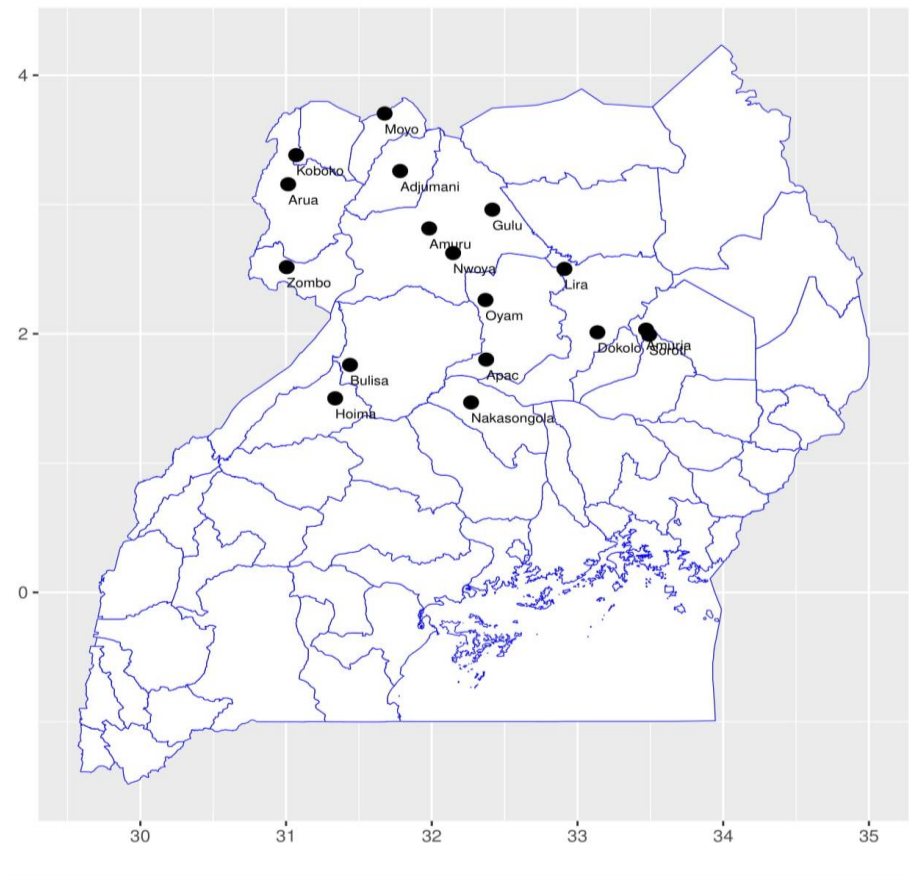 4
Moyo
Koboko
Adjumani
Arua
Gulu
Amuru
Nwoya
Zombo
Lira
Oyam
2
Dokolo
Amuria
Soroti
Apac
Bulisa
Hoima
Nakasongola
0
30 31 32 33 34 35